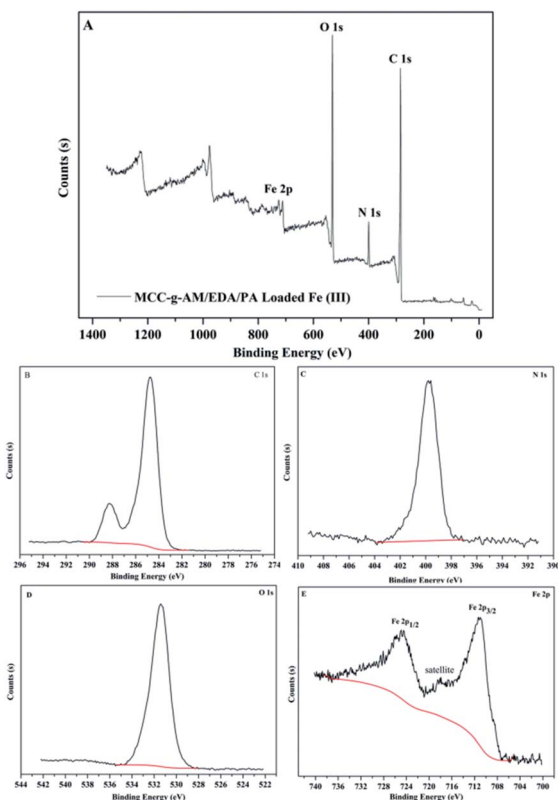 A
O 1s
C 1s
Fe 2p
N 1s
Counts (s)
MCC-g-AM/EDA/PA Loaded Fe (III)
1400 1200 1000 800 600 400 200 0
Binding Energy (eV)
B C 1s
Counts (s)
296 294 292 290 288 286 284 282 280 278 276 274
Binding Energy (eV)
C N 1s
Counts (s)
410 408 406 404 402 400 398 396 394 392 390
Binding Energy (eV)
D O 1s
Counts (s)
544 542 540 538 536 534 532 530 528 526 524 522
Binding Energy (eV)
E Fe 2p
Fe 2p3/2
Fe 2p1/2
satellite
Counts (s)
740 736 732 728 724 720 716 712 708 704 700
Binding Energy (eV)